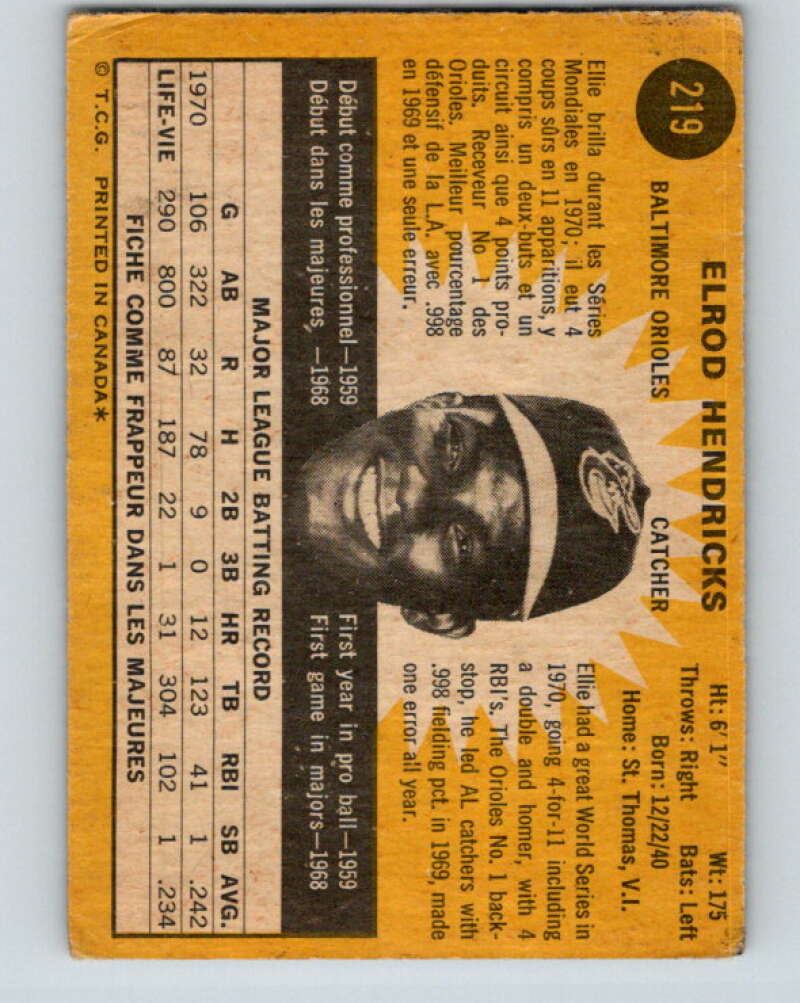 219
ELROD HENDRICKS
BALTIMORE ORIOLES CATCHER
Ht: 6'1" Wt: 175
Throws: Right Bats: Left
Born: 12/22/40
Home: St. Thomas, V.I.
Ellie brilla durant les Séries
Mondiales en 1970; il eut 4
coups sûrs en 11 apparitions, y
compris un deux-buts et un
circuit ainsi que 4 points pro-
duits. Receveur No 1 des
Orioles. Meilleur pourcentage
défensif de la L.A. avec .998
en 1969 et une seule erreur.
Ellie had a great World Series in
1970, going 4-for-11 including
a double and homer, with 4
RBI's. The Orioles No. 1 back-
stop, he led AL catchers with
.998 fielding pct. in 1969, made
one error all year.
Début comme professionnel—1959
Début dans les majeures, —1968
First year in pro ball—1959
First game in majors—1968
MAJOR LEAGUE BATTING RECORD
G AB R H 2B 3B HR TB RBI SB AVG.
1970 106 322 32 78 9 0 12 123 41 1 .242
LIFE-VIE 290 800 87 187 22 1 31 304 102 1 .234
FICHE COMME FRAPPEUR DANS LES MAJEURES
© T.C.G. PRINTED IN CANADA*